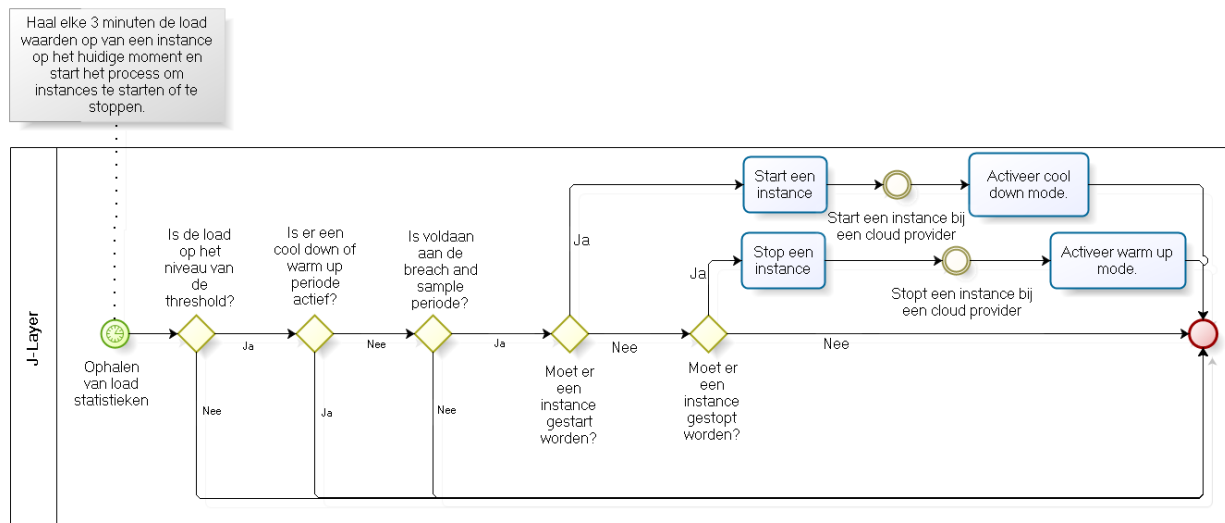 Haal elke 3 minuten de load
waarden op van een instance
op het huidige moment en
start het process om
instances te starten of te
stoppen.
J-Layer
Ophalen
van load
statistieken
Is de load
op het
niveau van
de
threshold?
Ja
Nee
Is er een
cool down of
warm up
periode
actief?
Nee
Ja
Is voldaan
aan de
breach and
sample
periode?
Ja
Nee
Moet er
een
instance
gestart
worden?
Ja
Nee
Start een
instance
Start een instance bij
een cloud provider
Activeer cool
down mode.
Moet er
een
instance
gestopt
worden?
Ja
Nee
Stop een
instance
Stopt een instance bij
een cloud provider
Activeer warm up
mode.